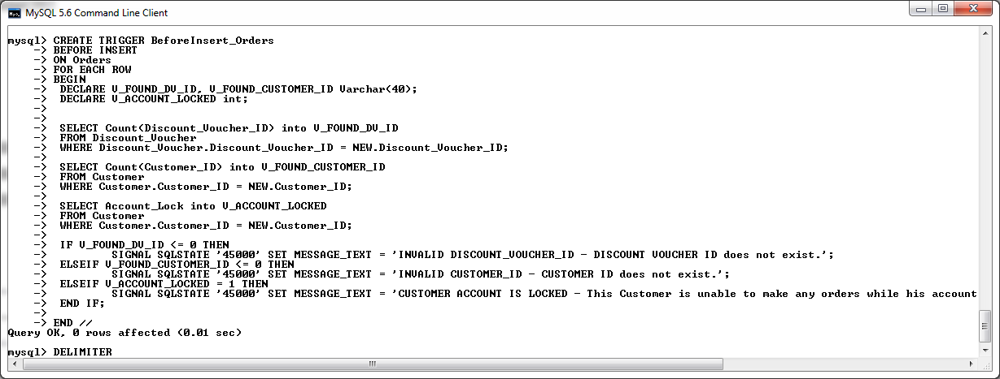 MySQL 5.6 Command Line Client
mysql> CREATE TRIGGER BeforeInsert_Orders
-> BEFORE INSERT
-> ON Orders
-> FOR EACH ROW
-> BEGIN
-> DECLARE V_FOUND_DV_ID, V_FOUND_CUSTOMER_ID Varchar(40);
-> DECLARE V_ACCOUNT_LOCKED int;
->
->
-> SELECT Count(Discount_Voucher_ID) into V_FOUND_DV_ID
-> FROM Discount_Voucher
-> WHERE Discount_Voucher.Discount_Voucher_ID = NEW.Discount_Voucher_ID;
->
-> SELECT Count(Customer_ID) into V_FOUND_CUSTOMER_ID
-> FROM Customer
-> WHERE Customer.Customer_ID = NEW.Customer_ID;
->
-> SELECT Account_Lock into V_ACCOUNT_LOCKED
-> FROM Customer
-> WHERE Customer.Customer_ID = NEW.Customer_ID;
->
-> IF V_FOUND_DV_ID <= 0 THEN
-> SIGNAL SQLSTATE '45000' SET MESSAGE_TEXT = 'INVALID DISCOUNT_VOUCHER_ID - DISCOUNT VOUCHER ID does not exist.';
-> ELSEIF V_FOUND_CUSTOMER_ID <= 0 THEN
-> SIGNAL SQLSTATE '45000' SET MESSAGE_TEXT = 'INVALID CUSTOMER_ID - CUSTOMER ID does not exist.';
-> ELSEIF V_ACCOUNT_LOCKED = 1 THEN
-> SIGNAL SQLSTATE '45000' SET MESSAGE_TEXT = 'CUSTOMER ACCOUNT IS LOCKED - This Customer is unable to make any orders while his account
-> END IF;
->
-> END //
Query OK, 0 rows affected (0.01 sec)
mysql> DELIMITER